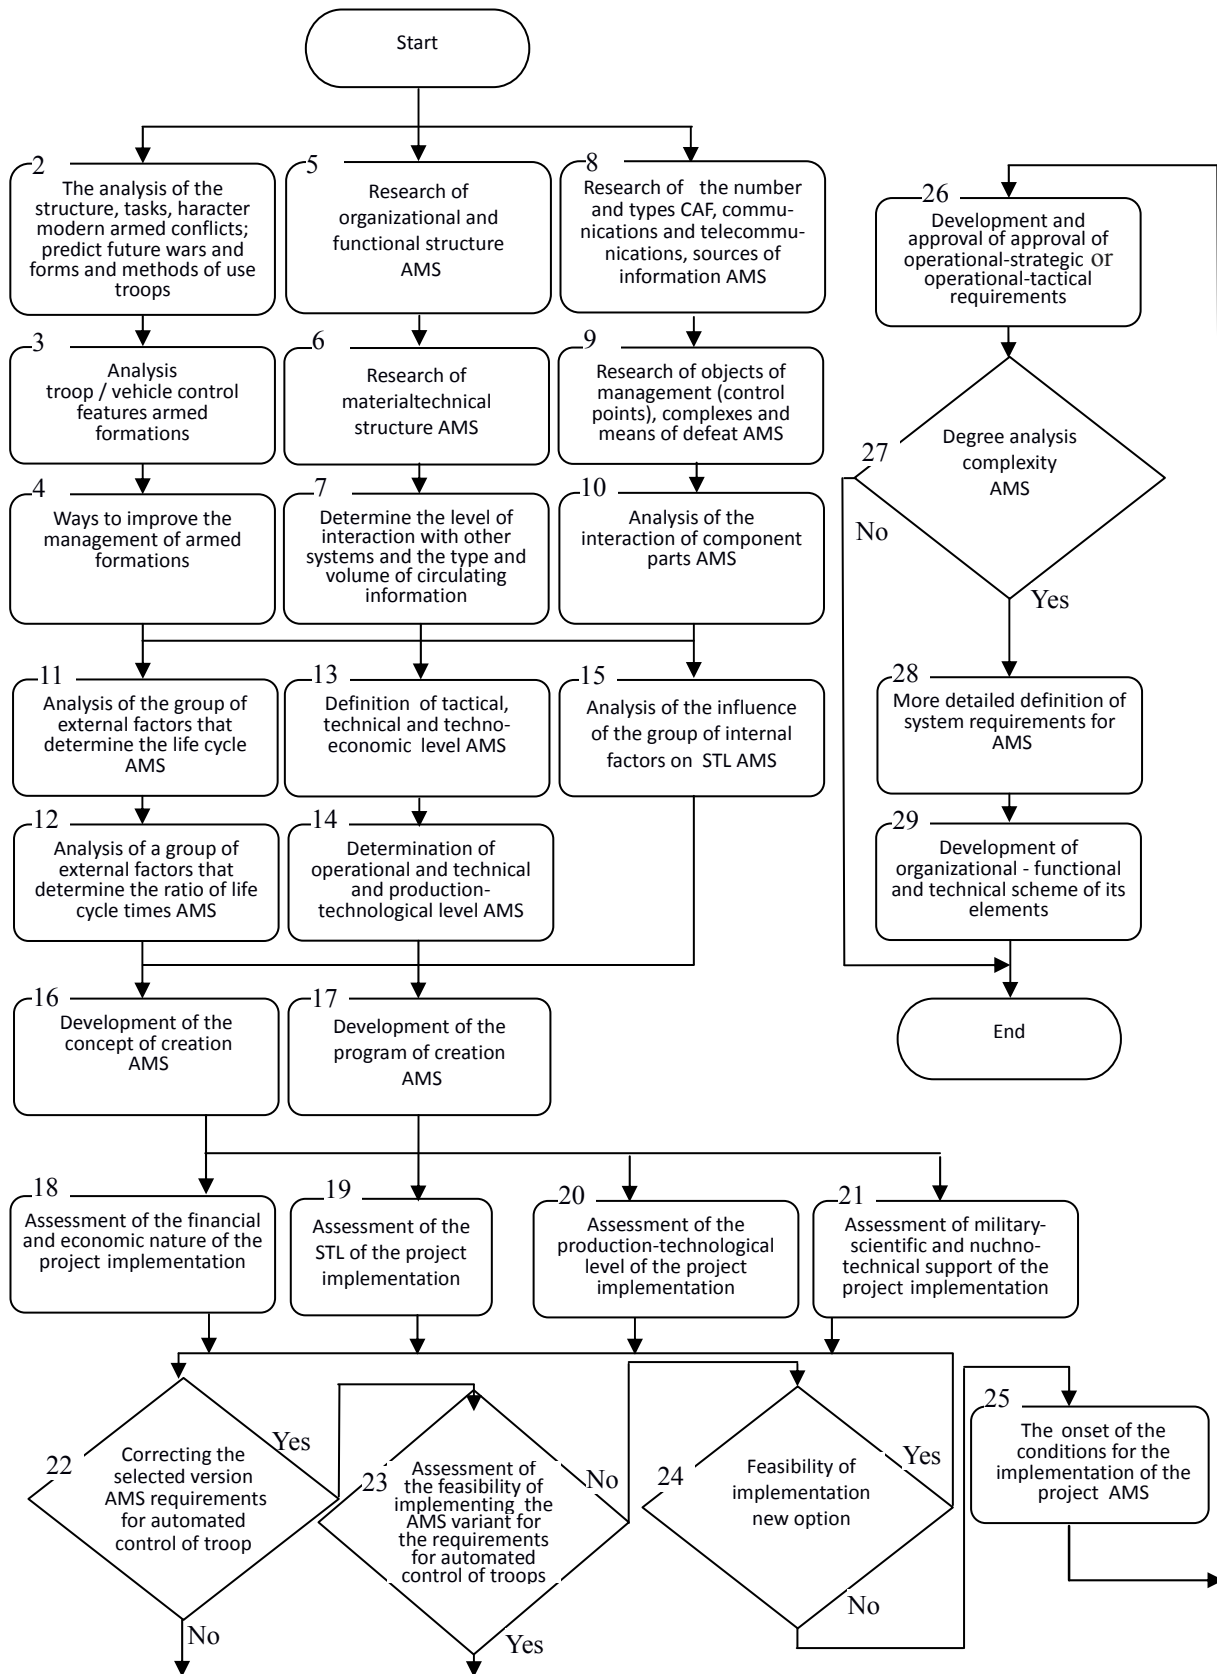 Start
2
The analysis of the
structure, tasks, haracter
modern armed conflicts;
predict future wars and
forms and methods of use
troops
5
Research of
organizational and
functional structure
AMS
8
Research of the number
and types CAF, commu-
nications and telecommu-
nications, sources of
information AMS
3
Analysis
troop / vehicle control
features armed
formations
6
Research of
materialtechnical
structure AMS
9
Research of objects of
management (control
points), complexes and
means of defeat AMS
4
Ways to improve the
management of armed
formations
7
Determine the level of
interaction with other
systems and the type and
volume of circulating
information
10
Analysis of the
interaction of component
parts AMS
11
Analysis of the group of
external factors that
determine the life cycle
AMS
13
Definition of tactical,
technical and techno-
economic level AMS
15
Analysis of the influence
of the group of internal
factors on STL AMS
12
Analysis of a group of
external factors that
determine the ratio of life
cycle times AMS
14
Determination of
operational and technical
and production-
technological level AMS
16
Development of the
concept of creation
AMS
17
Development of the
program of creation
AMS
18
Assessment of the financial
and economic nature of the
project implementation
19
Assessment of the
STL of the project
implementation
20
Assessment of the
production-technological
level of the project
implementation
21
Assessment of military-
scientific and nuchno-
technical support of the
project implementation
22
Correcting the
selected version
AMS requirements
for automated
control of troop
Yes
No
23
Assessment of
the feasibility of
implementing the
AMS variant for
the requirements
for automated
control of troops
No
Yes
24
Feasibility of
implementation
new option
Yes
No
25
The onset of the
conditions for the
implementation of the
project AMS
26
Development and
approval of approval of
operational-strategic or
operational-tactical
requirements
27
Degree analysis
complexity
AMS
No
Yes
28
More detailed definition of
system requirements for
AMS
29
Development of
organizational - functional
and technical scheme of its
elements
End